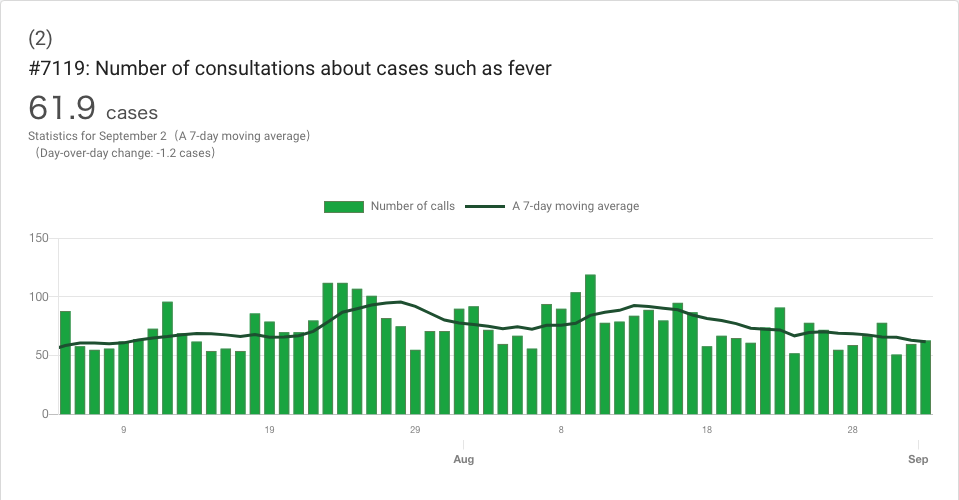 (2)
#7119: Number of consultations about cases such as fever
61.9 cases
Statistics for September 2（A 7-day moving average）
（Day-over-day change: -1.2 cases）
Number of calls A 7-day moving average
150
100
50
0
9 19 29 8 18 28
Aug Sep